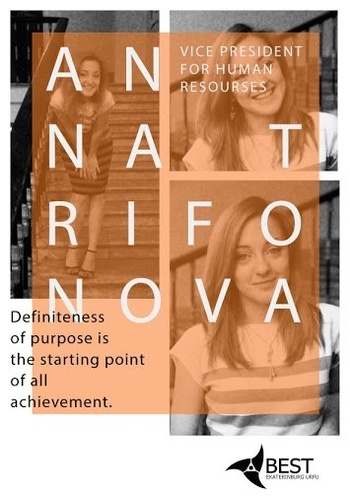 AN
VICE PRESIDENT
FOR HUMAN
RESOURSES
NA T
RIFO
NOVA
Definiteness
of purpose is
the starting point
of all
achievement.
BEST
EKATERINBURG URFU